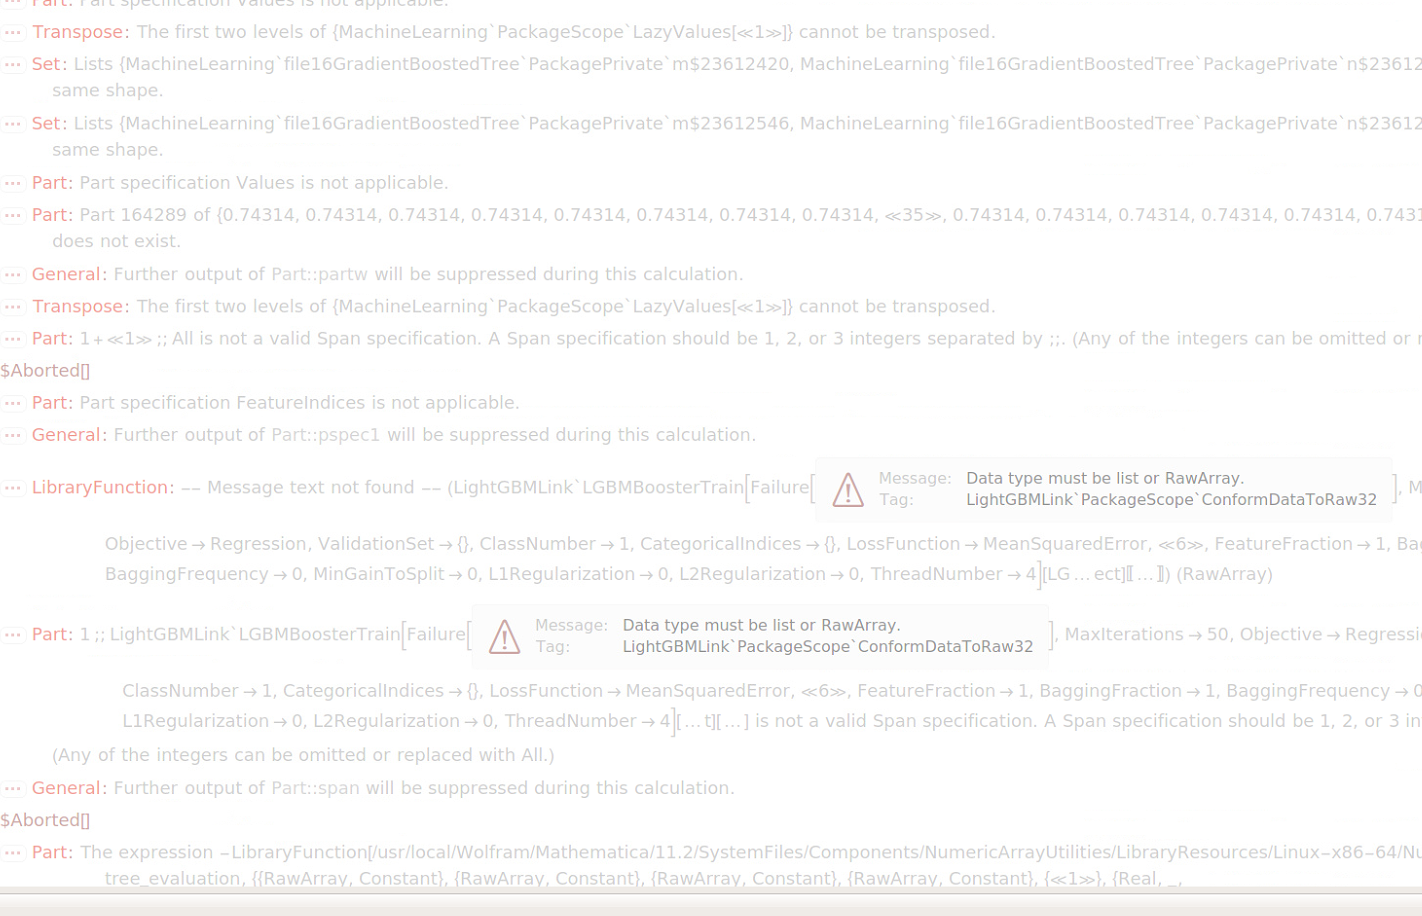 Part: Part specification Values is not applicable.
Transpose: The first two levels of {MachineLearning`PackageScope`LazyValues[≪1≫]} cannot be transposed.
Set: Lists {MachineLearning`file16GradientBoostedTree`PackagePrivate`m$23612420, MachineLearning`file16GradientBoostedTree`PackagePrivate`n$23612
same shape.
Set: Lists {MachineLearning`file16GradientBoostedTree`PackagePrivate`m$23612546, MachineLearning`file16GradientBoostedTree`PackagePrivate`n$23612
same shape.
Part: Part specification Values is not applicable.
Part: Part 164289 of {0.74314, 0.74314, 0.74314, 0.74314, 0.74314, 0.74314, 0.74314, 0.74314, ≪35≫, 0.74314, 0.74314, 0.74314, 0.74314, 0.74314, 0.7431
does not exist.
General: Further output of Part::partw will be suppressed during this calculation.
Transpose: The first two levels of {MachineLearning`PackageScope`LazyValues[≪1≫]} cannot be transposed.
Part: 1+≪1≫ ;; All is not a valid Span specification. A Span specification should be 1, 2, or 3 integers separated by ;;. (Any of the integers can be omitted or r
$Aborted[]
Part: Part specification FeatureIndices is not applicable.
General: Further output of Part::pspec1 will be suppressed during this calculation.
LibraryFunction: -- Message text not found -- (LightGBMLink`LGBMBoosterTrain[Failure[ Message: Data type must be list or RawArray. ], M
Tag: LightGBMLink`PackageScope`ConformDataToRaw32
Objective→Regression, ValidationSet→{}, ClassNumber→1, CategoricalIndices→{}, LossFunction→MeanSquaredError, ≪6≫, FeatureFraction→1, Bag
BaggingFrequency→0, MinGainToSplit→0, L1Regularization→0, L2Regularization→0, ThreadNumber→4][LG…ect]⟦…⟧) (RawArray)
Part: 1;; LightGBMLink`LGBMBoosterTrain[Failure[ Message: Data type must be list or RawArray. ], MaxIterations→50, Objective→Regressi
Tag: LightGBMLink`PackageScope`ConformDataToRaw32
ClassNumber→1, CategoricalIndices→{}, LossFunction→MeanSquaredError, ≪6≫, FeatureFraction→1, BaggingFraction→1, BaggingFrequency→0
L1Regularization→0, L2Regularization→0, ThreadNumber→4][…t][…] is not a valid Span specification. A Span specification should be 1, 2, or 3 in
(Any of the integers can be omitted or replaced with All.)
General: Further output of Part::span will be suppressed during this calculation.
$Aborted[]
Part: The expression -LibraryFunction[/usr/local/Wolfram/Mathematica/11.2/SystemFiles/Components/NumericArrayUtilities/LibraryResources/Linux-x86-64/Nu
tree_evaluation, {{RawArray, Constant}, {RawArray, Constant}, {RawArray, Constant}, {RawArray, Constant}, {≪1≫}, {Real, _,